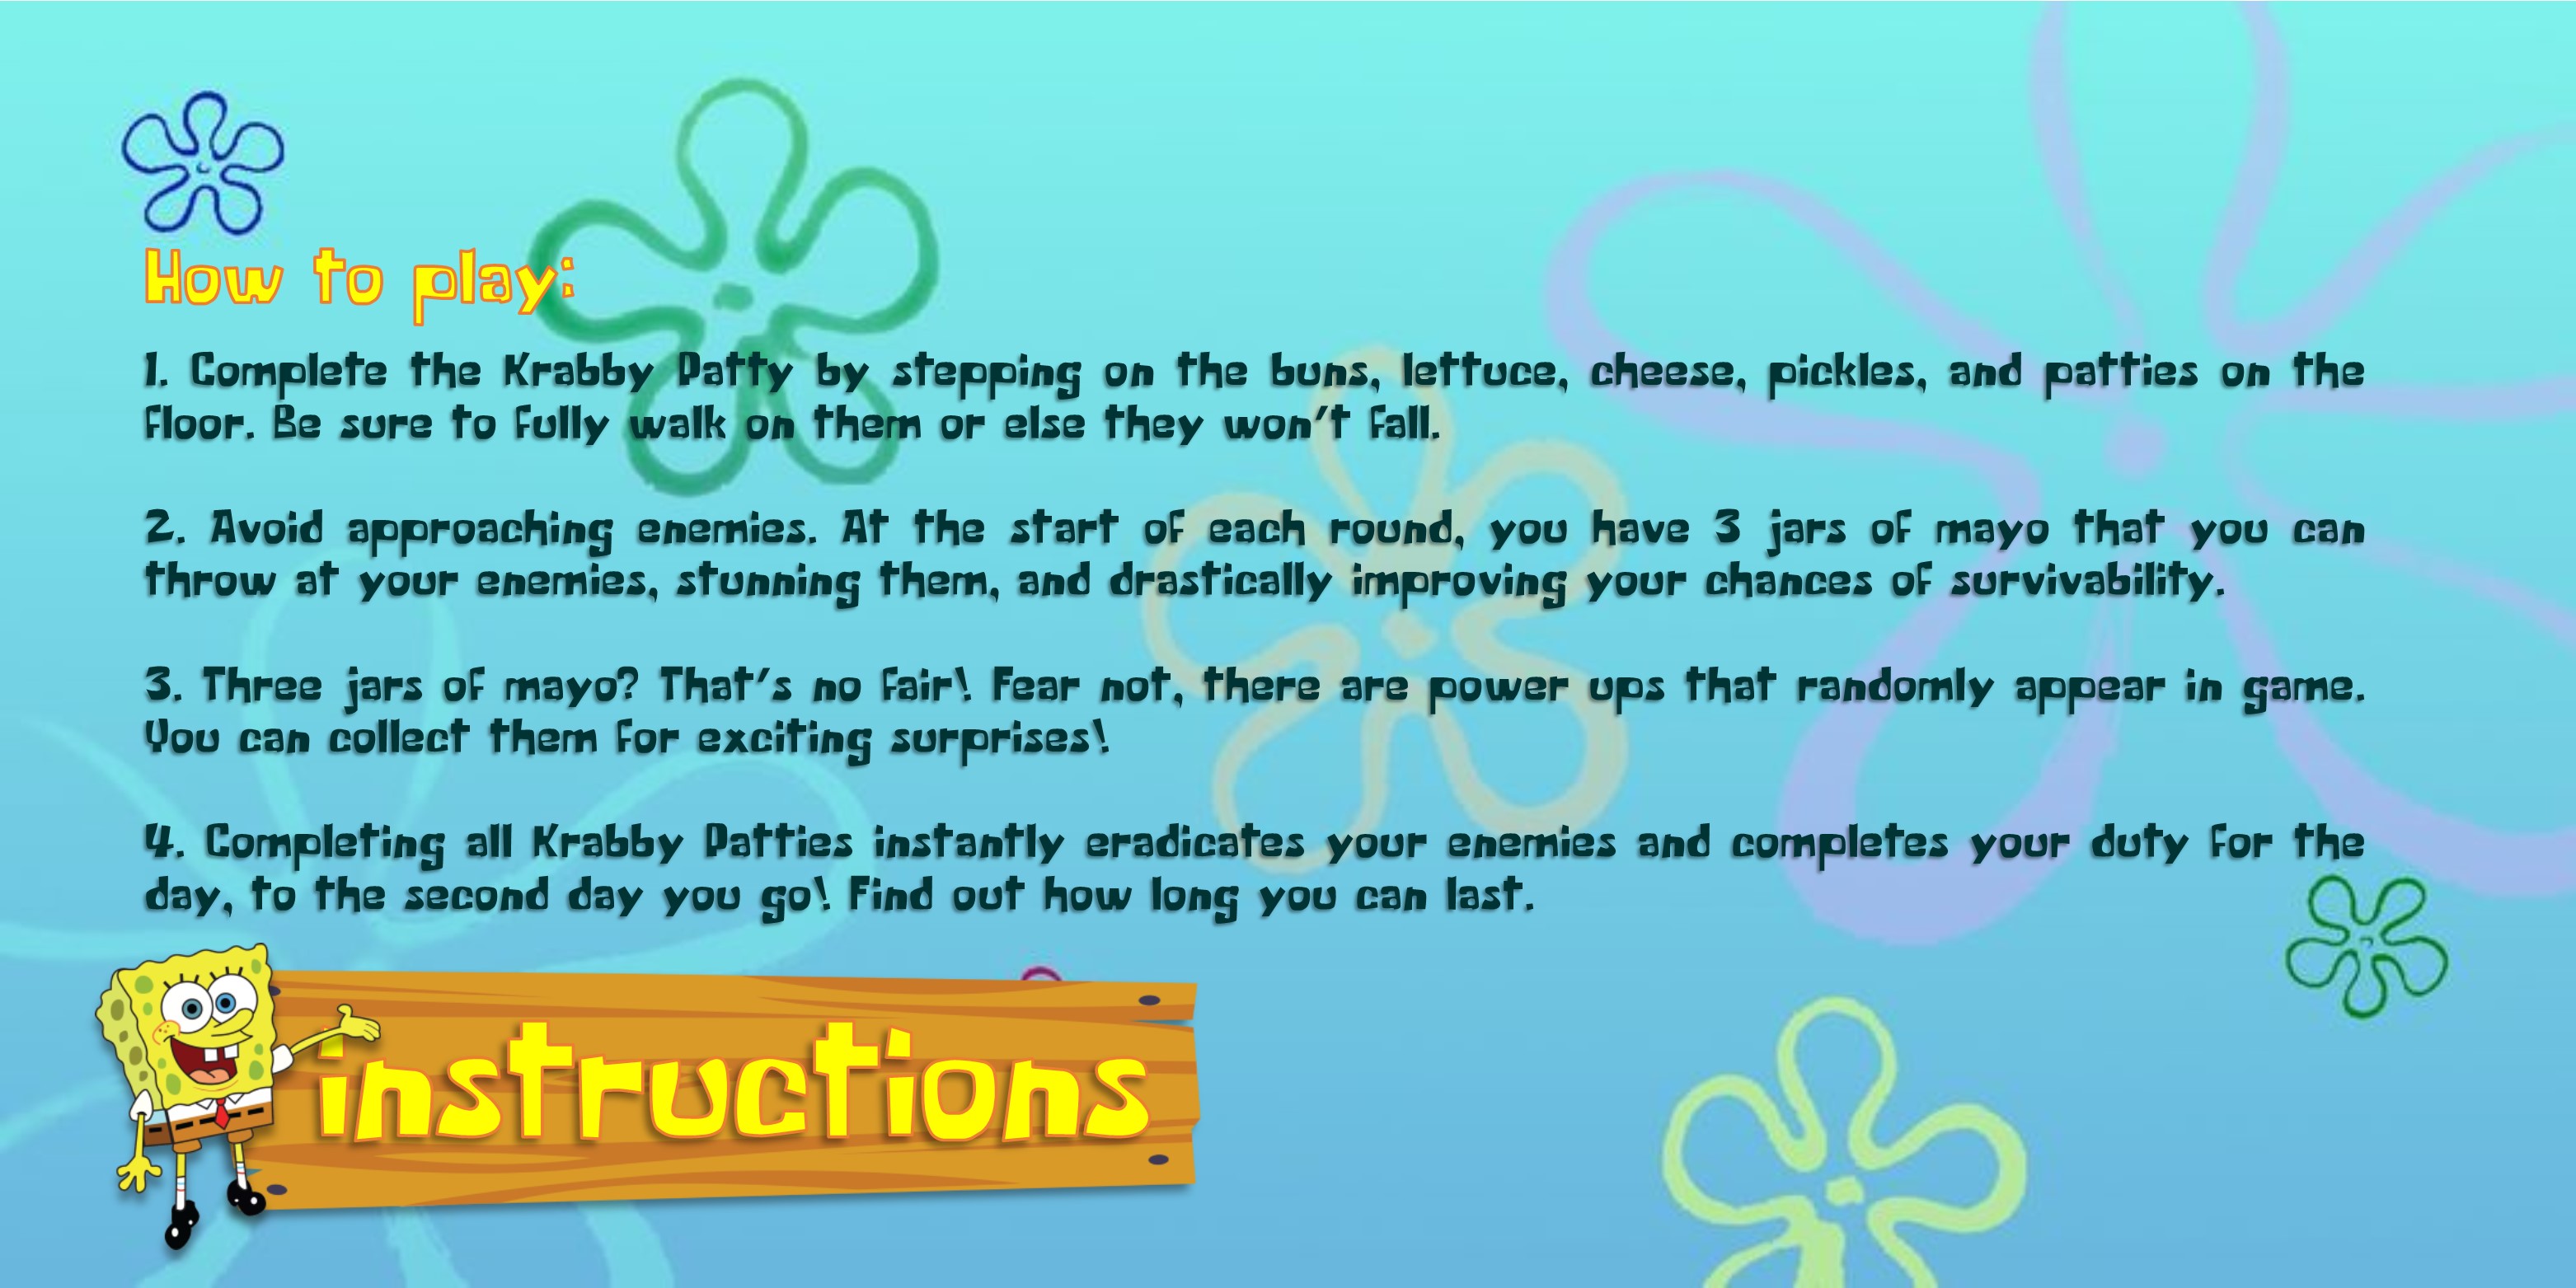 How to play:
1. Complete the Krabby Patty by stepping on the buns, lettuce, cheese, pickles, and patties on the
floor. Be sure to fully walk on them or else they won't fall.
2. Avoid approaching enemies. At the start of each round, you have 3 jars of mayo that you can
throw at your enemies, stunning them, and drastically improving your chances of survivability.
3. Three jars of mayo? That's no fair! Fear not, there are power ups that randomly appear in game.
You can collect them for exciting surprises!
4. Completing all Krabby Patties instantly eradicates your enemies and completes your duty for the
day, to the second day you go! Find out how long you can last.
instructions